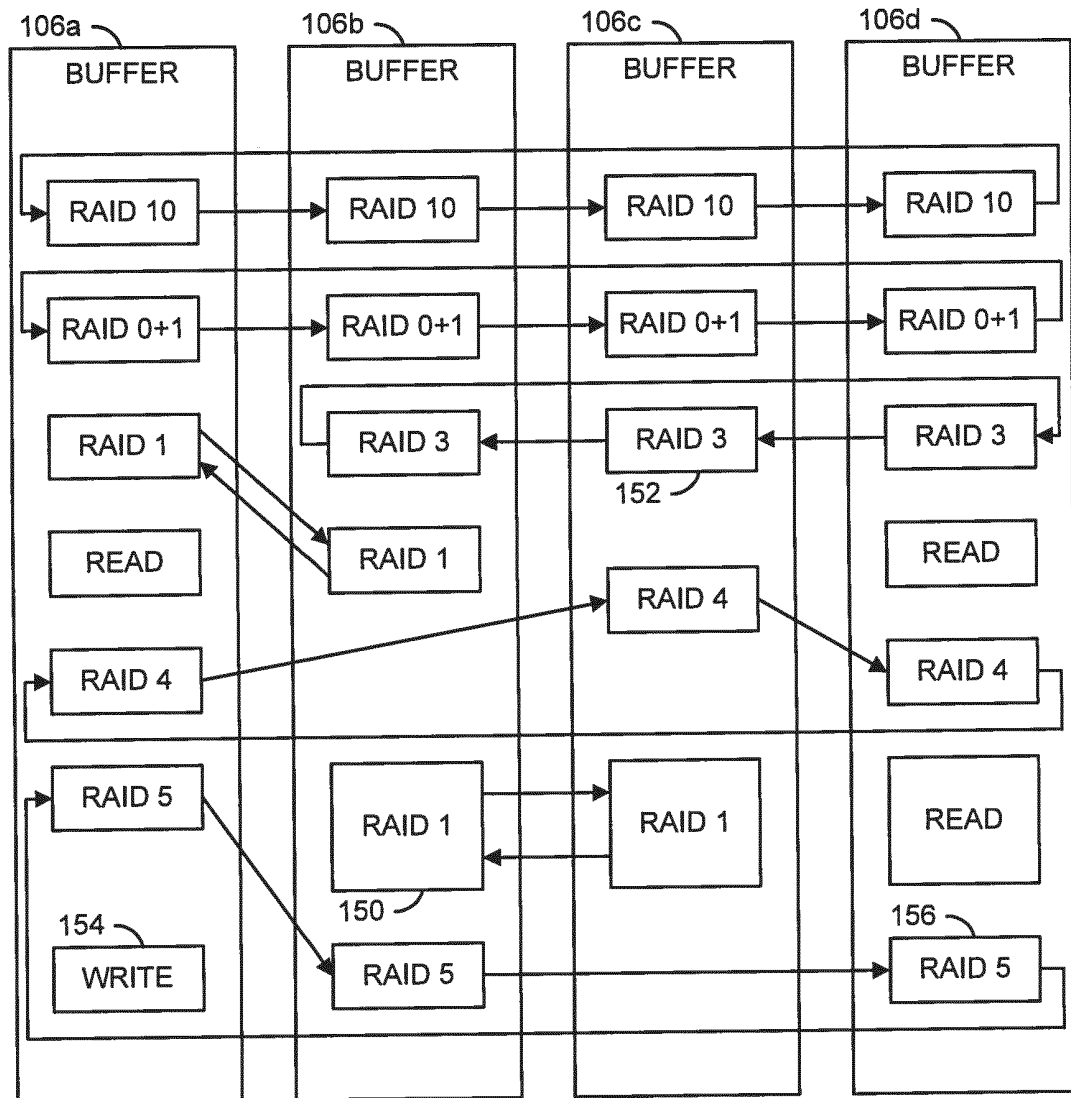 106a 106b 106c 106d
BUFFER BUFFER BUFFER BUFFER
RAID 10 RAID 10 RAID 10 RAID 10
RAID 0+1 RAID 0+1 RAID 0+1 RAID 0+1
RAID 1 RAID 3 RAID 3 RAID 3
152
READ RAID 1 RAID 4 READ
RAID 4 RAID 4
RAID 5 RAID 1 RAID 1 READ
150
154 156
WRITE RAID 5 RAID 5